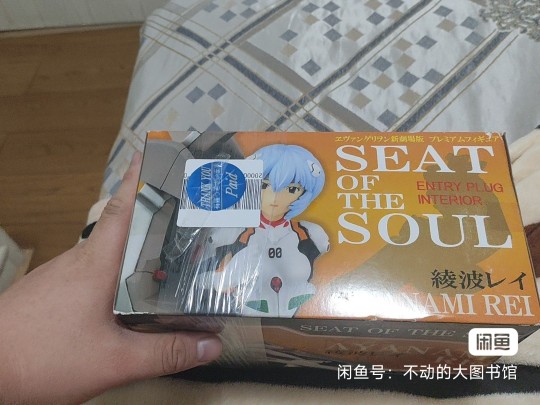 ヱヴァンゲリヲン新劇場版 プレミアムフィギュア
SEAT
OF
THE
SOUL
ENTRY PLUG
INTERIOR
THANK YOU
Paid
00
綾波レイ
NAMI REI
SEAT OF THE
闲鱼
闲鱼号：不动的大图书馆